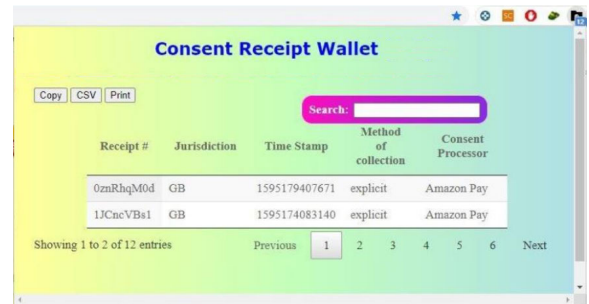 SC
12
Consent Receipt Wallet
Copy CSV Print
Search:
Receipt # Jurisdiction Time Stamp Method of collection Consent Processor
0znRhqM0d GB 1595179407671 explicit Amazon Pay
1JCncVBs1 GB 1595174083140 explicit Amazon Pay
Showing 1 to 2 of 12 entries Previous 1 2 3 4 5 6 Next